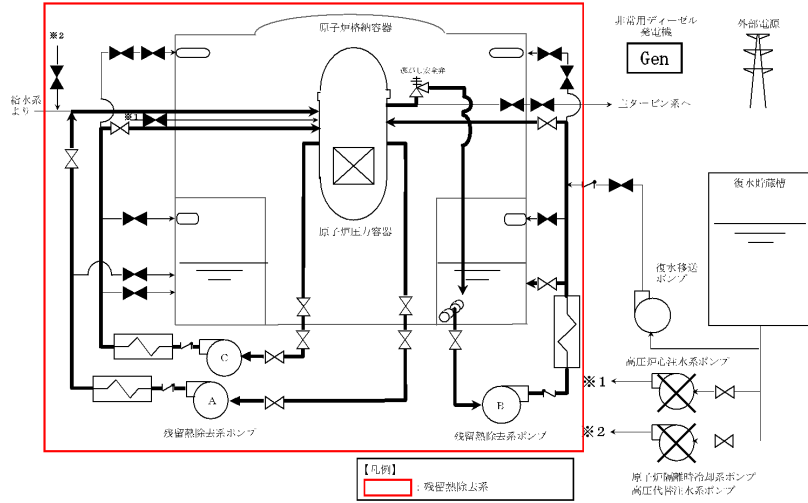 原子炉格納容器
非常用ディーゼル
発電機
Gen
外部電源
※2
逃がし安全弁
給水系
より
※1
主タービン系へ
原子炉圧力容器
復水貯蔵槽
復水移送
ポンプ
高圧炉心注水系ポンプ
※1
C
A
B
残留熱除去系ポンプ
残留熱除去系ポンプ
※2
原子炉隔離時冷却系ポンプ
高圧代替注水系ポンプ
【凡例】
：残留熱除去系